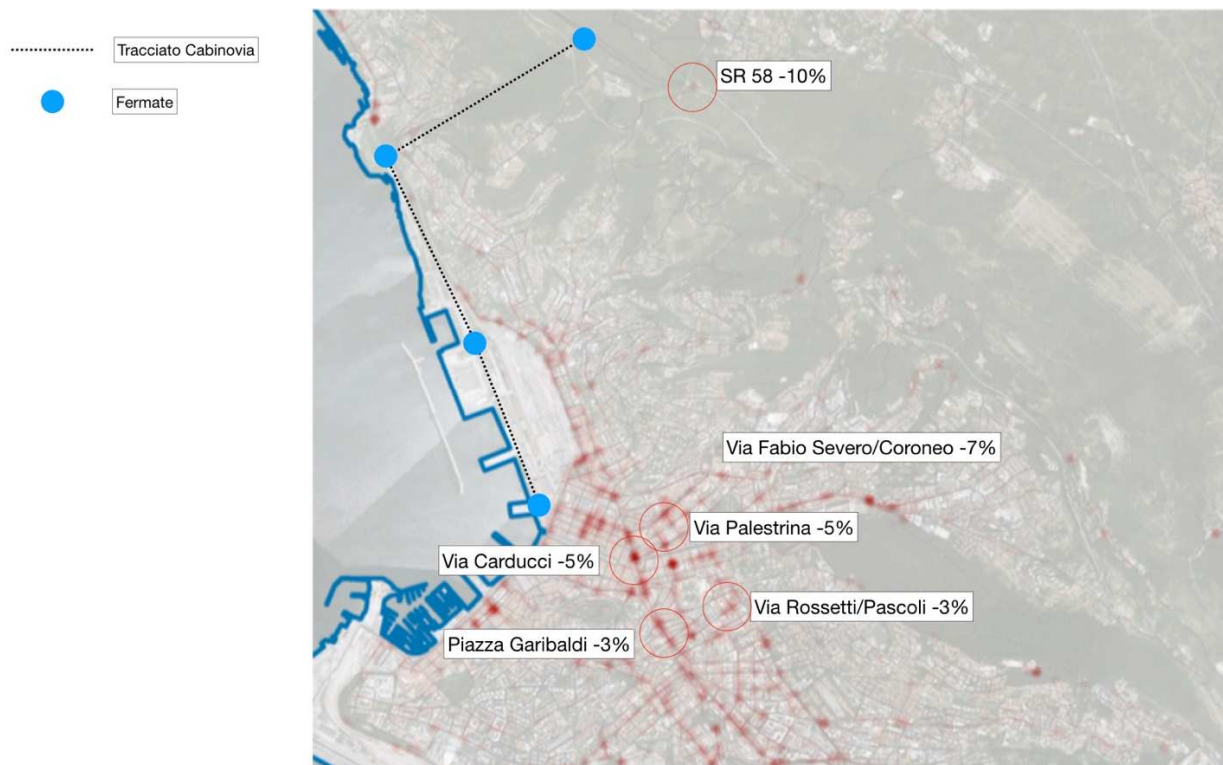 Tracciato Cabinovia
Fermate
SR 58 -10%
Via Fabio Severo/Coroneo -7%
Via Palestrina -5%
Via Carducci -5%
Via Rossetti/Pascoli -3%
Piazza Garibaldi -3%